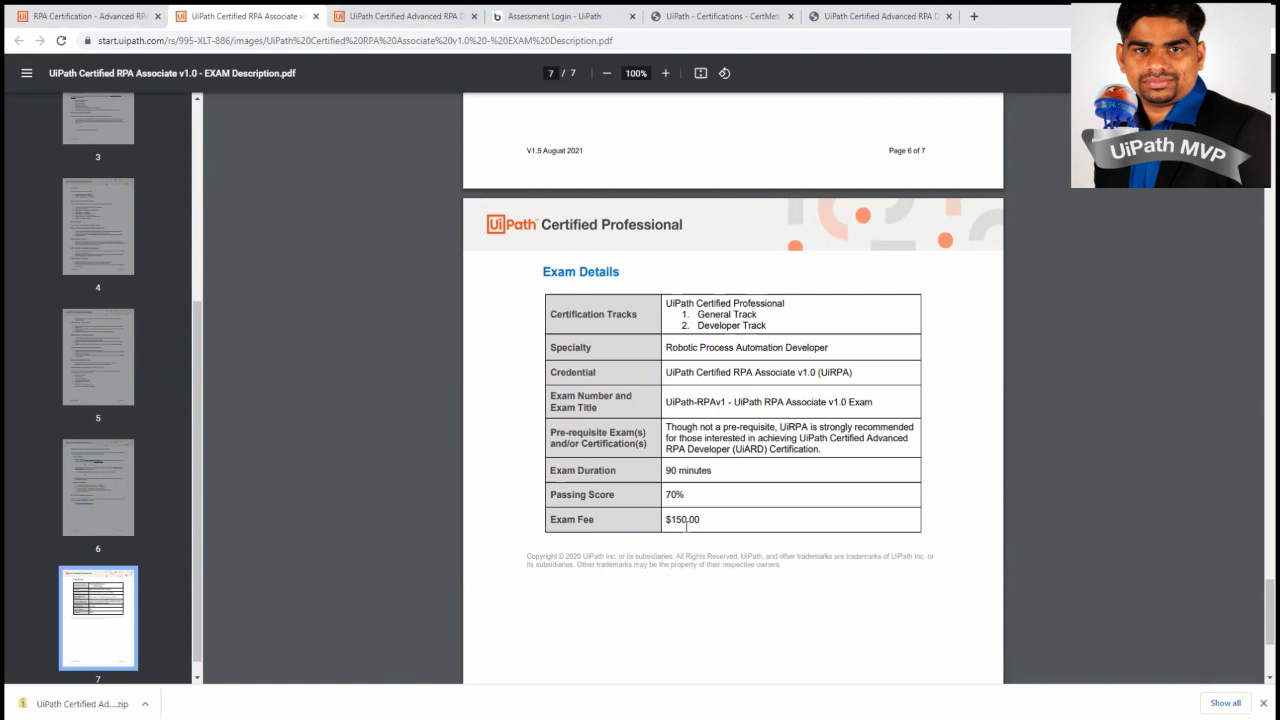 RPA Certification - Advanced RPA
UiPath Certified RPA Associate v1
UiPath Certified Advanced RPA D
Assessment Login - UiPath
UiPath - Certifications - CertMetr
UiPath Certified Advanced RPA D
start.uipath.com/rs/995-XLT-886/images/UiPath%20Certified%20RPA%20Associate%20v1.0%20-%20EXAM%20Description.pdf
UiPath Certified RPA Associate v1.0 - EXAM Description.pdf
7 / 7
100%
UiPath MVP
3
4
5
6
7
V1.5 August 2021
Page 6 of 7
UiPath Certified Professional
Exam Details
Certification Tracks
UiPath Certified Professional
1. General Track
2. Developer Track
Specialty
Robotic Process Automation Developer
Credential
UiPath Certified RPA Associate v1.0 (UiRPA)
Exam Number and
Exam Title
UiPath-RPAv1 - UiPath RPA Associate v1.0 Exam
Pre-requisite Exam(s)
and/or Certification(s)
Though not a pre-requisite, UiRPA is strongly recommended
for those interested in achieving UiPath Certified Advanced
RPA Developer (UiARD) Certification.
Exam Duration
90 minutes
Passing Score
70%
Exam Fee
$150.00
Copyright © 2020 UiPath Inc. or its subsidiaries. All Rights Reserved. UiPath, and other trademarks are trademarks of UiPath Inc. or
its subsidiaries. Other trademarks may be the property of their respective owners.
UiPath Certified Ad....zip
Show all